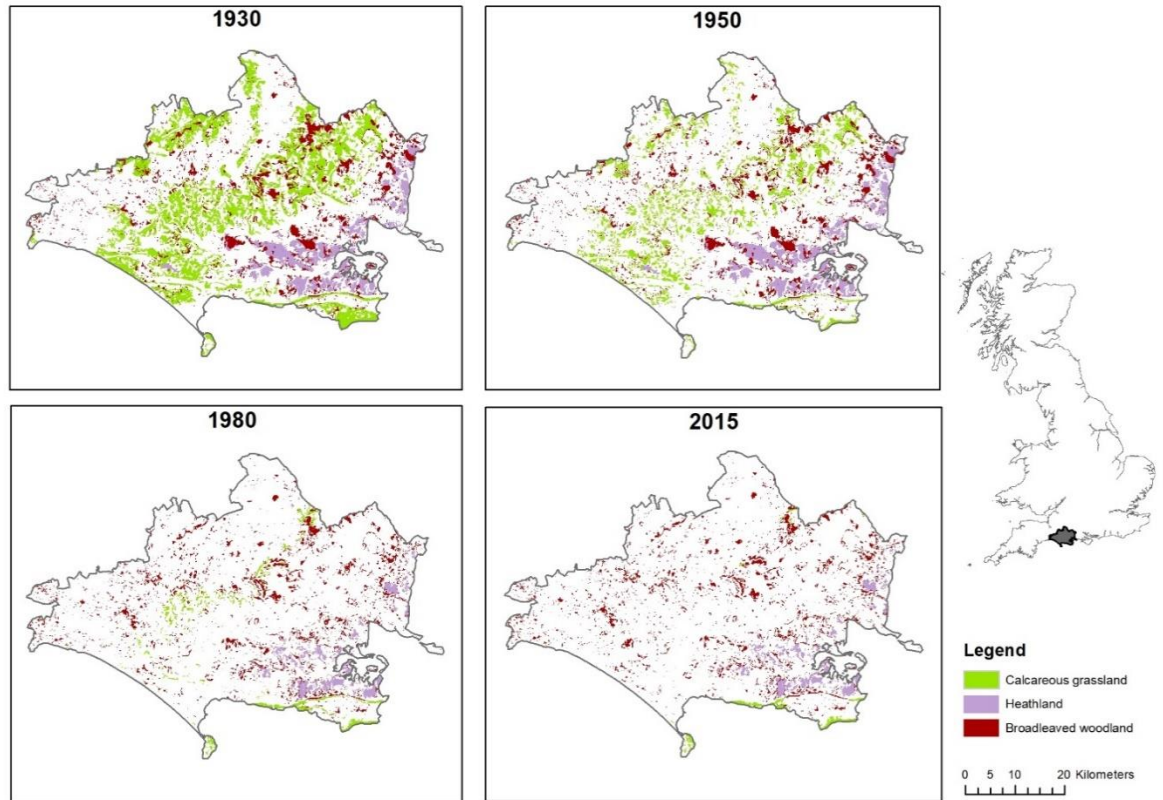 1930
1950
1980
2015
Legend
Calcareous grassland
Heathland
Broadleaved woodland
0 5 10 20 Kilometers